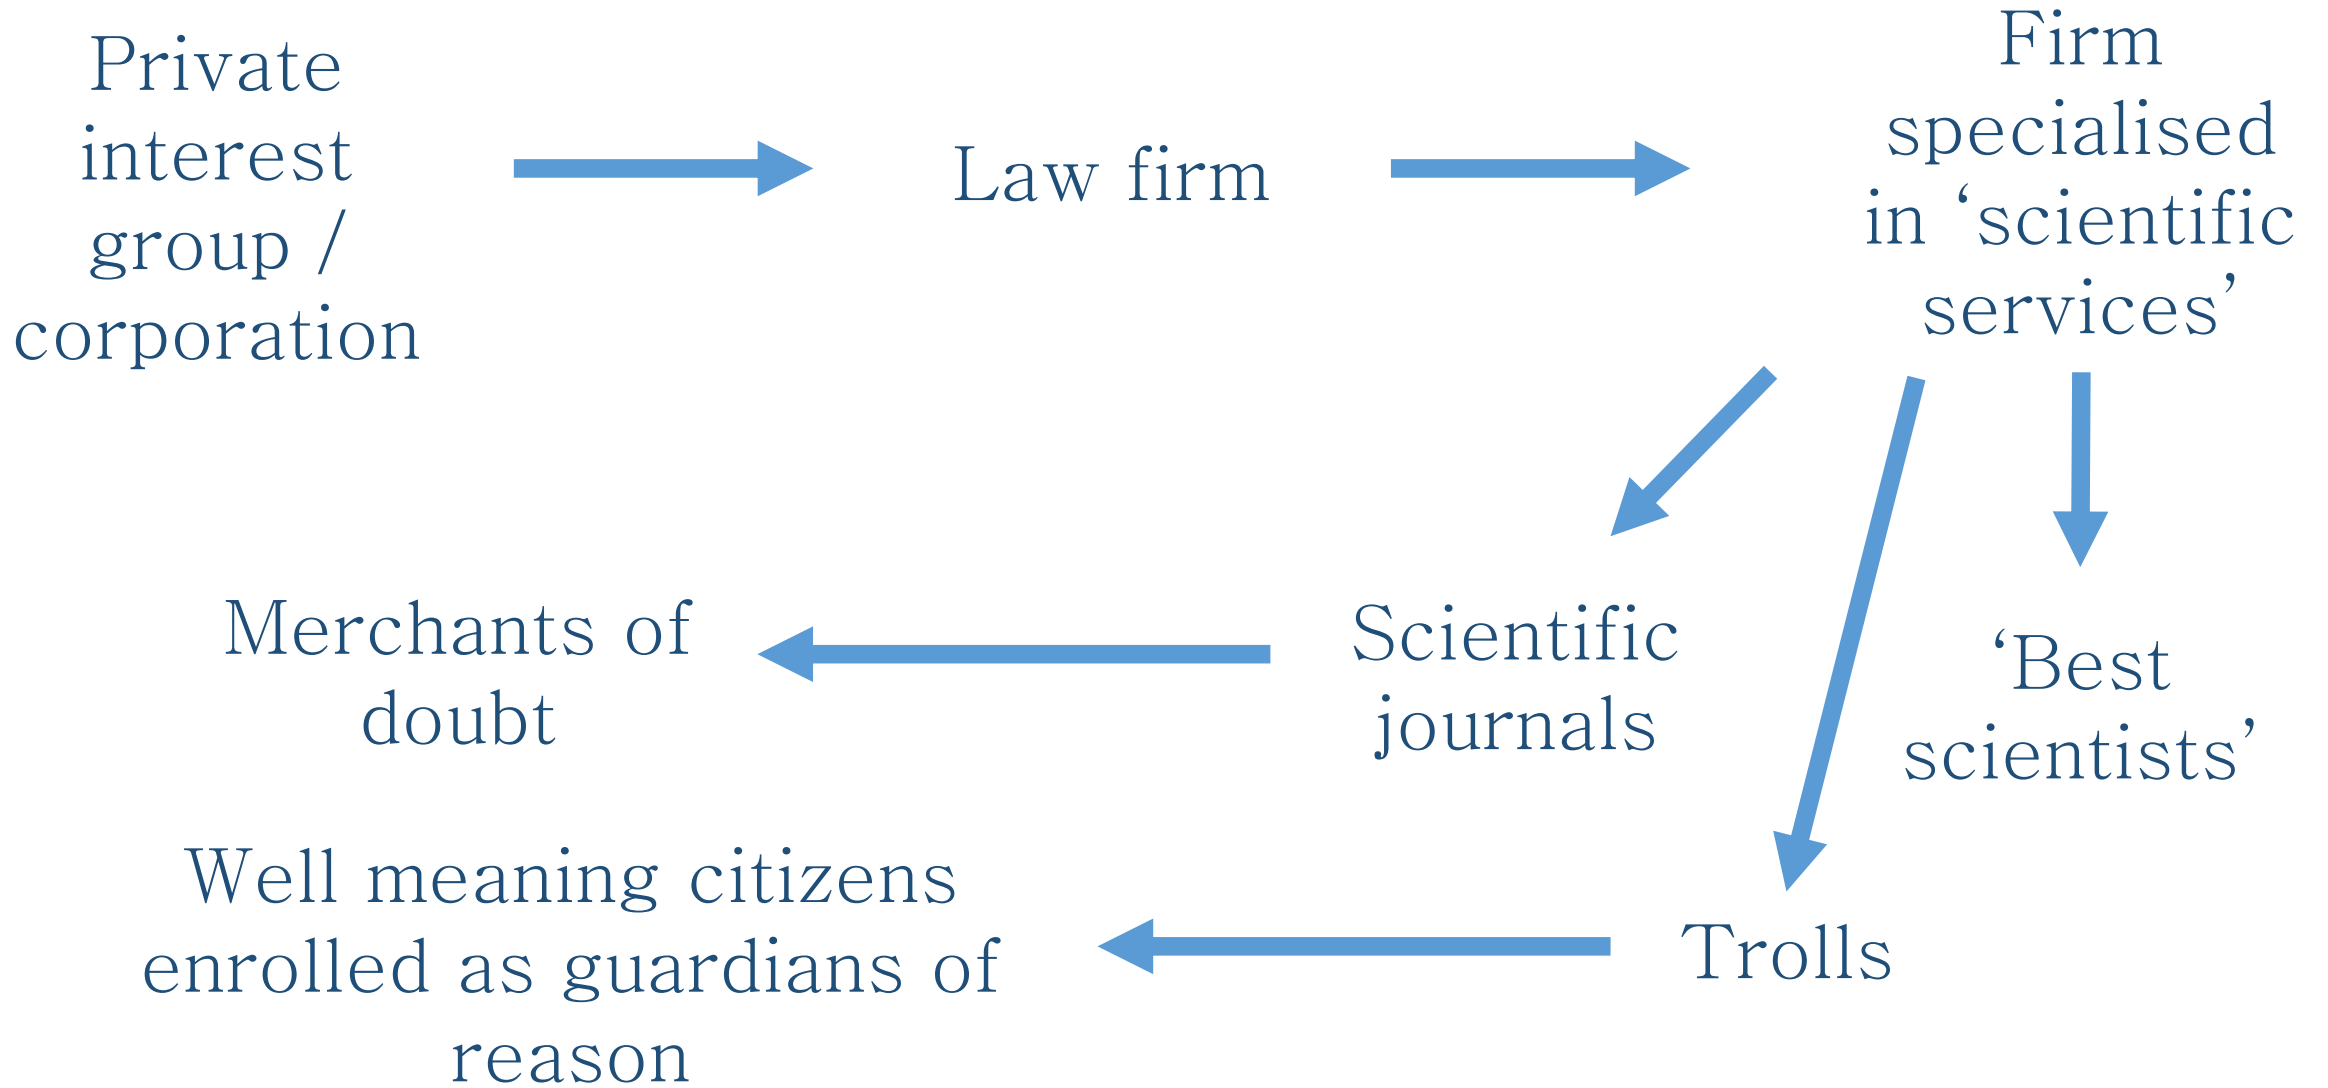 Private
interest
group /
corporation
Law firm
Firm
specialised
in ‘scientific
services’
Merchants of
doubt
Scientific
journals
‘Best
scientists’
Well meaning citizens
enrolled as guardians of
reason
Trolls